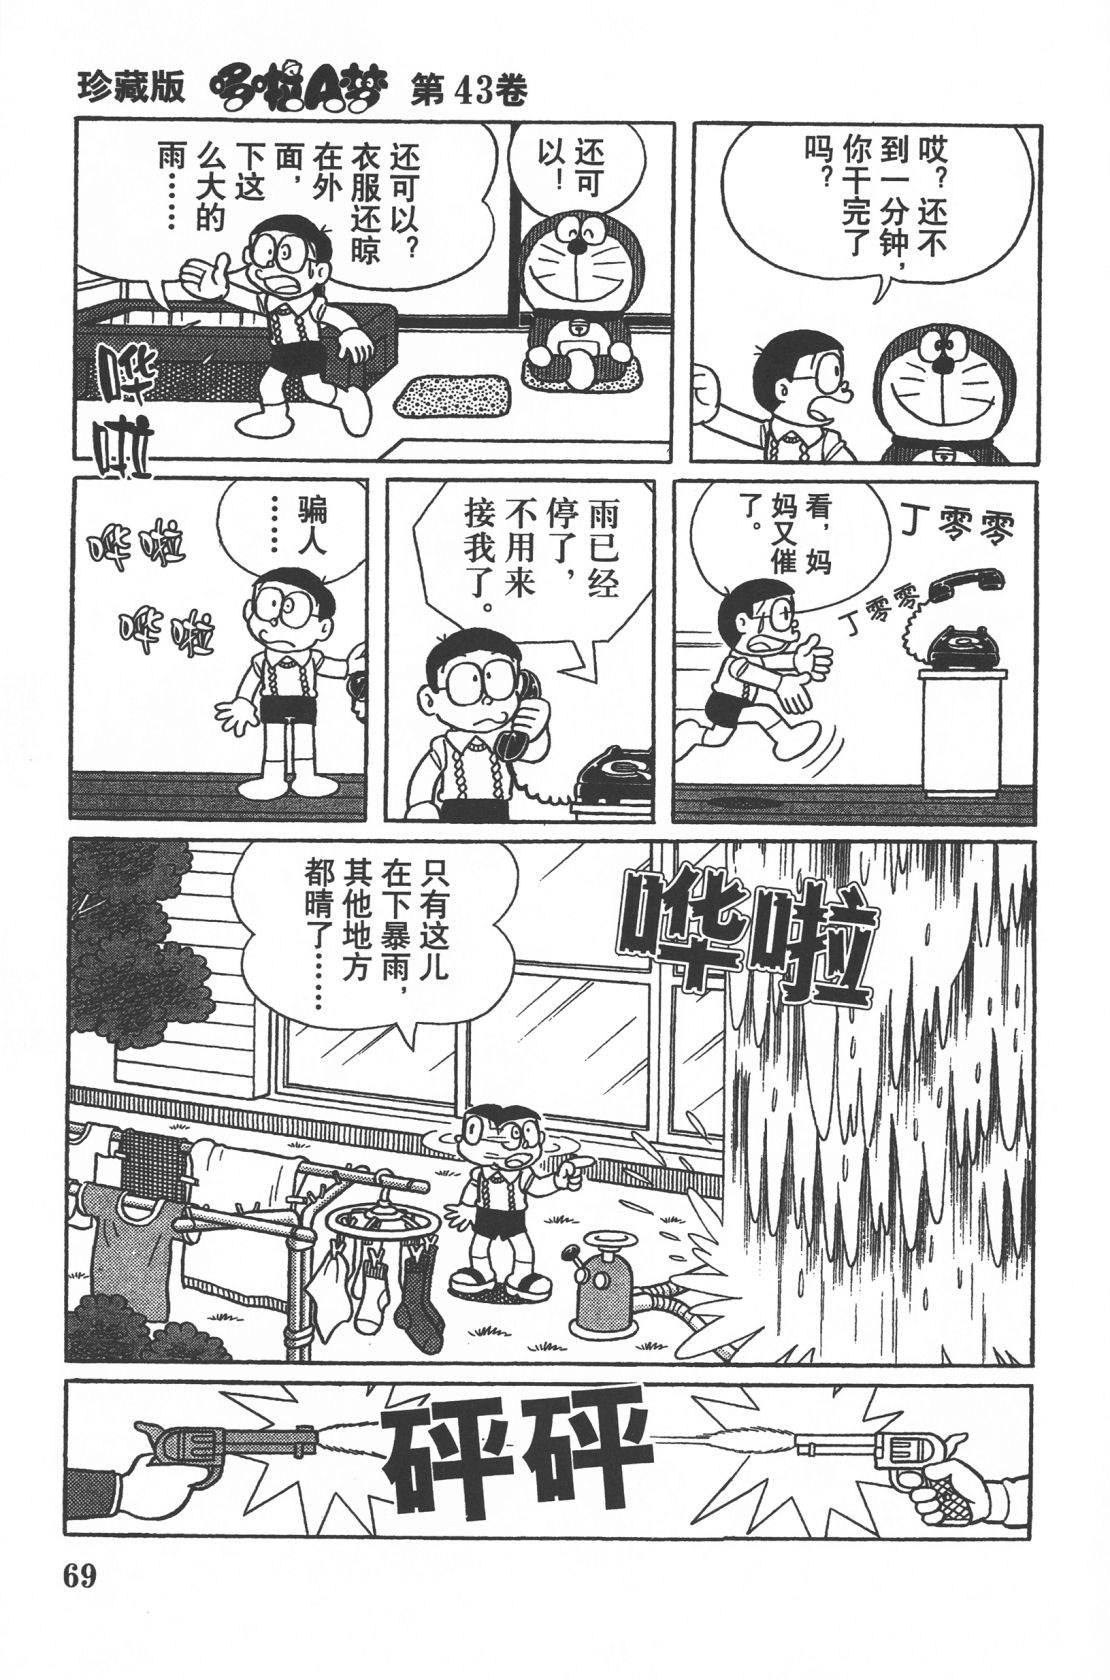 珍藏版 哆啦A梦 第43卷
哎？还不
到一分钟，
你干完了
吗？
还可
以！
还可以？
衣服还晾
在外
面，
下这
么大的
雨……
哗
啦
丁零零
丁零零
看，妈
妈又催
了。
雨已经
停了，
不用来
接我了。
骗人
……
哗啦
哗啦
只有这儿
在下暴雨，
其他地方
都晴了……
哗啦
砰砰
69